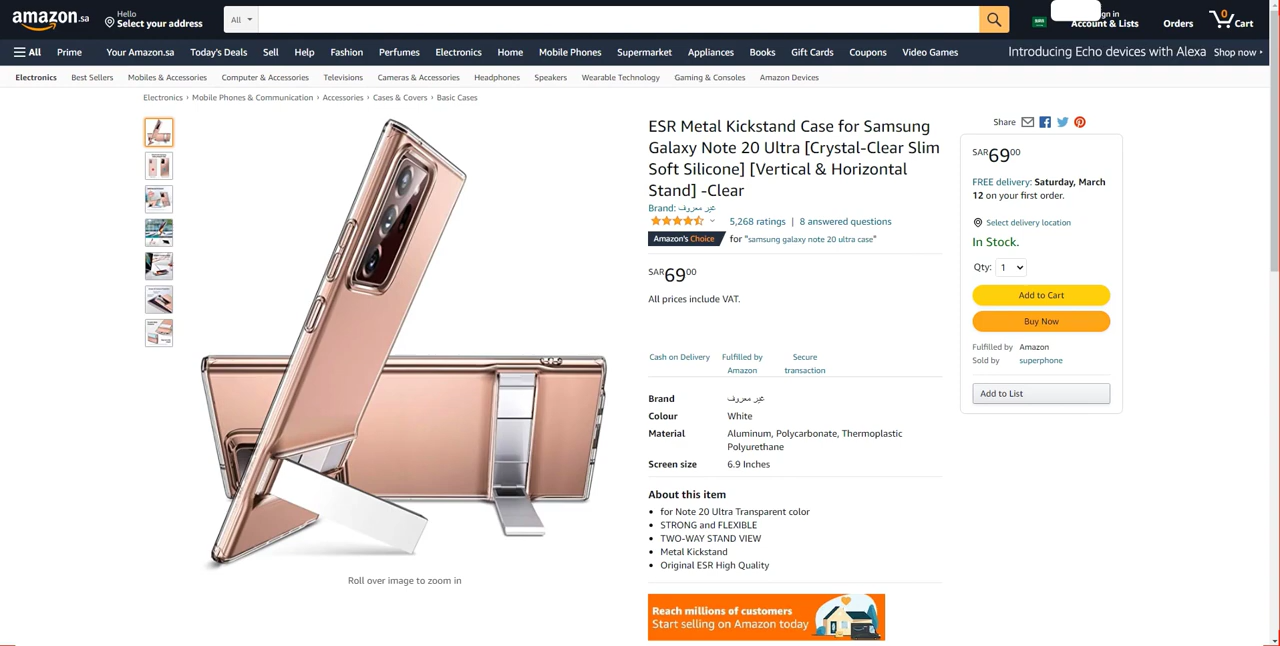 amazon.sa
Hello
Select your address
All
gn in
Account & Lists
Orders
0
Cart
All
Prime
Your Amazon.sa
Today's Deals
Sell
Help
Fashion
Perfumes
Electronics
Home
Mobile Phones
Supermarket
Appliances
Books
Gift Cards
Coupons
Video Games
Introducing Echo devices with Alexa
Shop now
Electronics
Best Sellers
Mobiles & Accessories
Computer & Accessories
Televisions
Cameras & Accessories
Headphones
Speakers
Wearable Technology
Gaming & Consoles
Amazon Devices
Electronics › Mobile Phones & Communication › Accessories › Cases & Covers › Basic Cases
ESR Metal Kickstand Case for Samsung
Galaxy Note 20 Ultra [Crystal-Clear Slim
Soft Silicone] [Vertical & Horizontal
Stand] -Clear
Brand: غير معروف
5,268 ratings | 8 answered questions
Amazon's Choice for "samsung galaxy note 20 ultra case"
SAR 69 00
All prices include VAT.
Cash on Delivery
Fulfilled by
Amazon
Secure
transaction
Brand غير معروف
Colour White
Material Aluminum, Polycarbonate, Thermoplastic
Polyurethane
Screen size 6.9 Inches
About this item
for Note 20 Ultra Transparent color
STRONG and FLEXIBLE
TWO-WAY STAND VIEW
Metal Kickstand
Original ESR High Quality
Reach millions of customers
Start selling on Amazon today
Roll over image to zoom in
Share
SAR 69 00
FREE delivery: Saturday, March
12 on your first order.
Select delivery location
In Stock.
Qty: 1
Add to Cart
Buy Now
Fulfilled by Amazon
Sold by superphone
Add to List